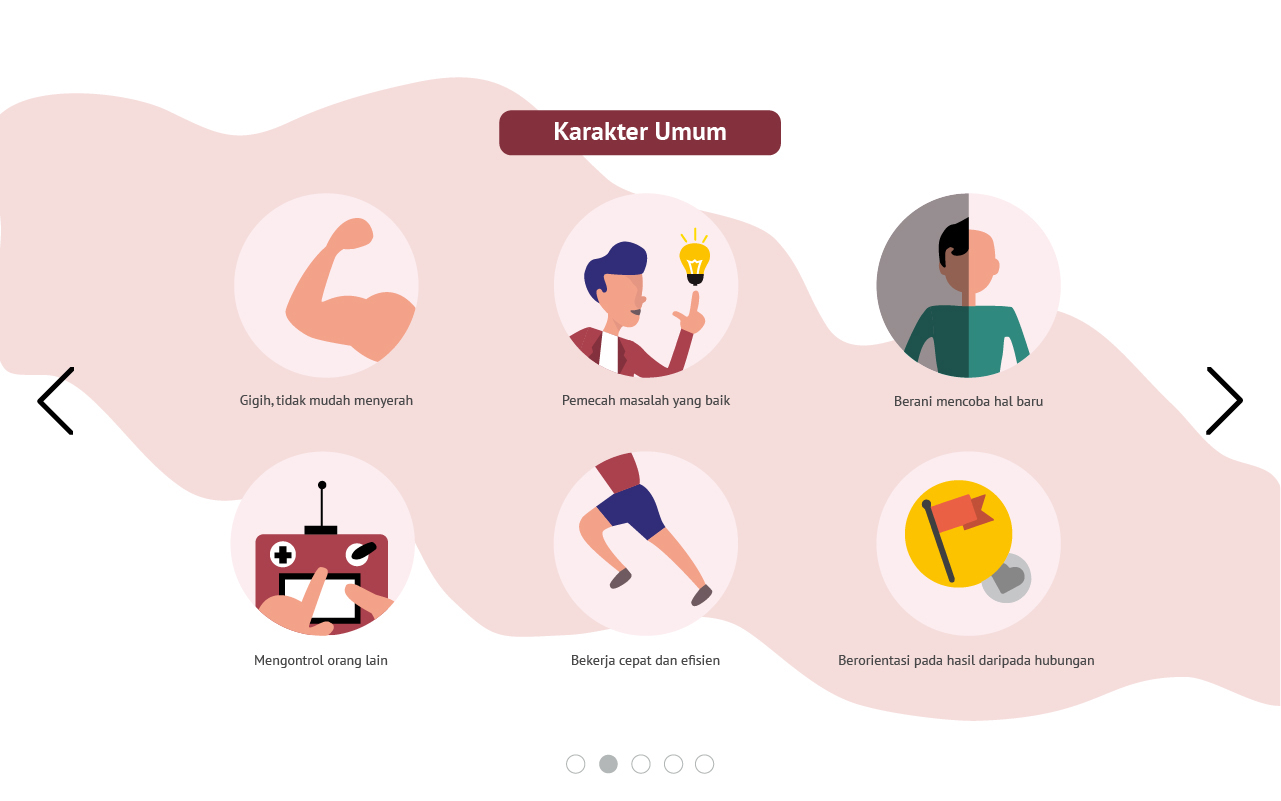 Karakter Umum
Gigih, tidak mudah menyerah
Pemecah masalah yang baik
Berani mencoba hal baru
Mengontrol orang lain
Bekerja cepat dan efisien
Berorientasi pada hasil daripada hubungan